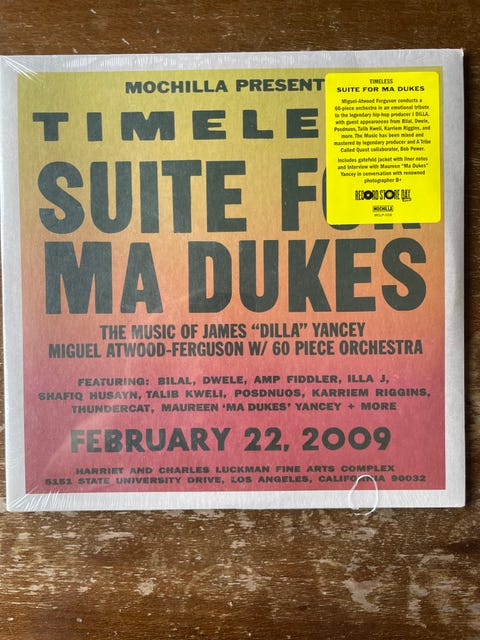 MOCHILLA PRESENT
TIMELE
SUITE FOR
MA DUKES
THE MUSIC OF JAMES “DILLA” YANCEY
MIGUEL ATWOOD-FERGUSON W/ 60 PIECE ORCHESTRA
FEATURING: BILAL, DWELE, AMP FIDDLER, ILLA J,
SHAFIQ HUSAYN, TALIB KWELI, POSDNUOS, KARRIEM RIGGINS,
THUNDERCAT, MAUREEN ‘MA DUKES’ YANCEY + MORE
FEBRUARY 22, 2009
HARRIET AND CHARLES LUCKMAN FINE ARTS COMPLEX
5151 STATE UNIVERSITY DRIVE, LOS ANGELES, CALIFORNIA 90032
TIMELESS
SUITE FOR MA DUKES
Miguel-Atwood Ferguson conducts a
60-piece orchestra in an emotional tribute
to the legendary hip-hop producer J DILLA,
with guest appearances from Bilal, Dwele,
Posdnuos, Talib Kweli, Karriem Riggins, and
more. The Music has been mixed and
mastered by legendary producer and A Tribe
Called Quest collaborator, Bob Power.
Includes gatefold jacket with liner notes
and interview with Maureen "Ma Dukes"
Yancey in conversation with renowned
photographer B+
RECORD STORE DAY
MOCHILLA